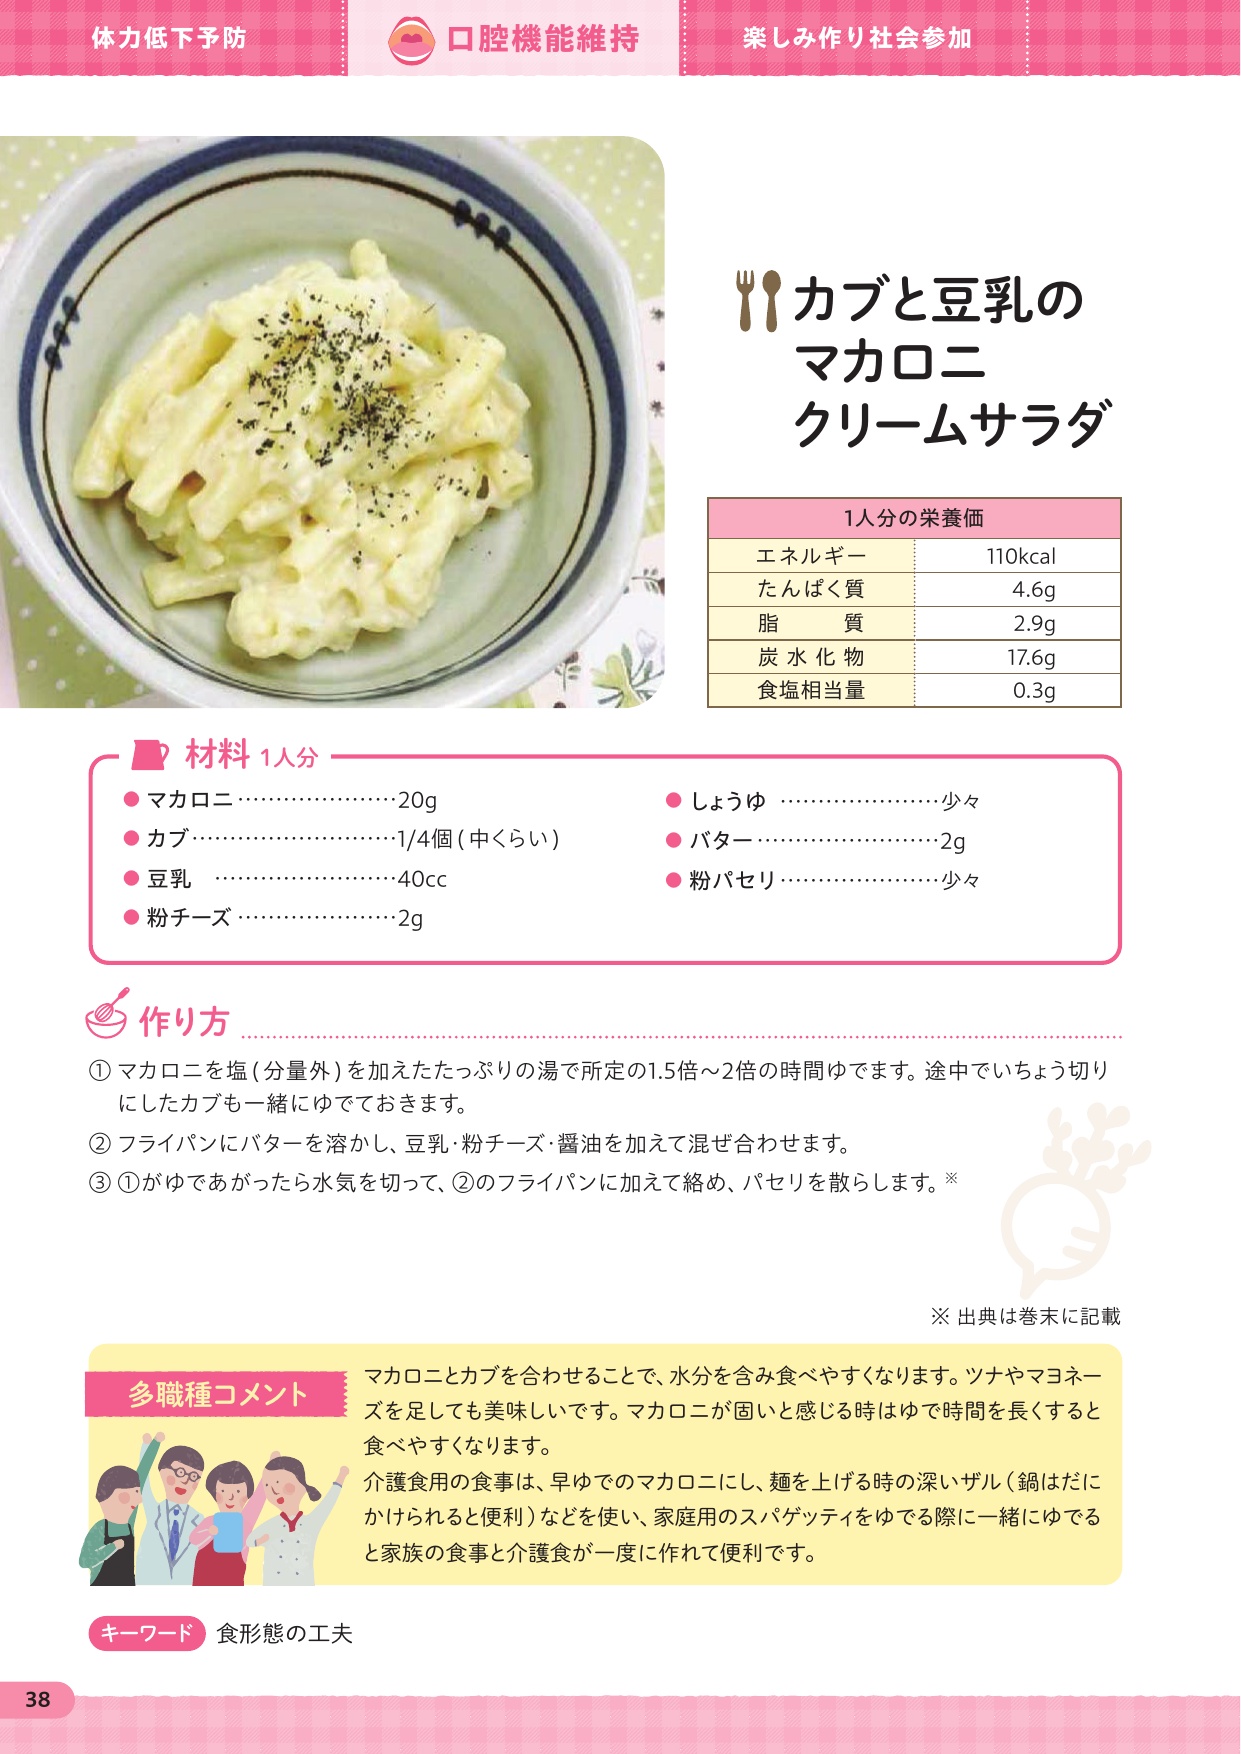 体力低下予防
口腔機能維持
楽しみ作り社会参加
カブと豆乳の
マカロニ
クリームサラダ
1人分の栄養価
エネルギー 110kcal
たんぱく質 4.6g
脂質 2.9g
炭水化物 17.6g
食塩相当量 0.3g
材料 1人分
● マカロニ…………………20g
● カブ………………………1/4個(中くらい)
● 豆乳 ……………………40cc
● 粉チーズ…………………2g
● しょうゆ …………………少々
● バター……………………2g
● 粉パセリ…………………少々
作り方
① マカロニを塩(分量外)を加えたたっぷりの湯で所定の1.5倍～2倍の時間ゆでます。途中でいちょう切り
にしたカブも一緒にゆでておきます。
② フライパンにバターを溶かし、豆乳・粉チーズ・醤油を加えて混ぜ合わせます。
③ ①がゆであがったら水気を切って、②のフライパンに加えて絡め、パセリを散らします。※
※ 出典は巻末に記載
多職種コメント
マカロニとカブを合わせることで、水分を含み食べやすくなります。ツナやマヨネー
ズを足しても美味しいです。マカロニが固いと感じる時はゆで時間を長くすると
食べやすくなります。
介護食用の食事は、早ゆでのマカロニにし、麺を上げる時の深いザル（鍋はだに
かけられると便利）などを使い、家庭用のスパゲッティをゆでる際に一緒にゆでる
と家族の食事と介護食が一度に作れて便利です。
キーワード 食形態の工夫
38